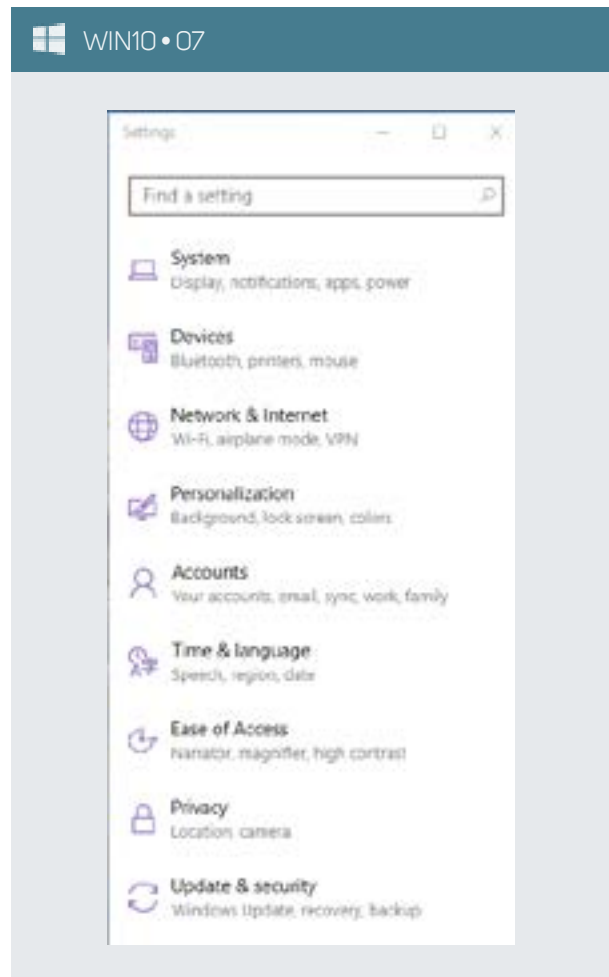 WIN10 • 07
Settings
Find a setting
System
Display, notifications, apps, power
Devices
Bluetooth, printers, mouse
Network & Internet
Wi-Fi, airplane mode, VPN
Personalization
Background, lock screen, colors
Accounts
Your accounts, email, sync, work, family
Time & language
Speech, region, date
Ease of Access
Narrator, magnifier, high contrast
Privacy
Location, camera
Update & security
Windows Update, recovery, backup